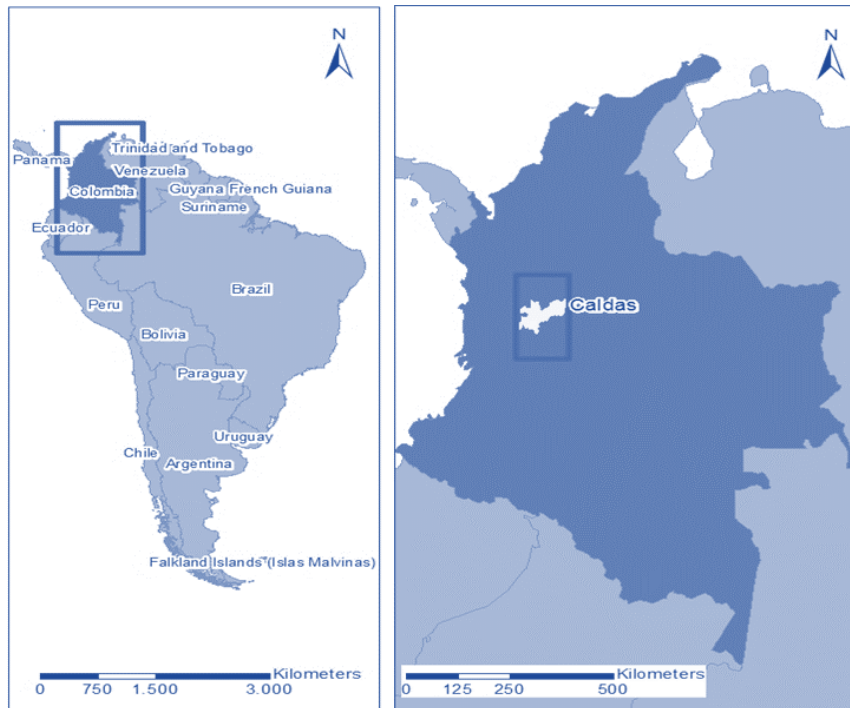 N
Trinidad and Tobago
Panama
Venezuela
Guyana French Guiana
Colombia
Suriname
Ecuador
Brazil
Peru
Bolivia
Paraguay
Uruguay
Chile
Argentina
Falkland Islands (Islas Malvinas)
Kilometers
0 750 1.500 3.000
N
Caldas
Kilometers
0 125 250 500